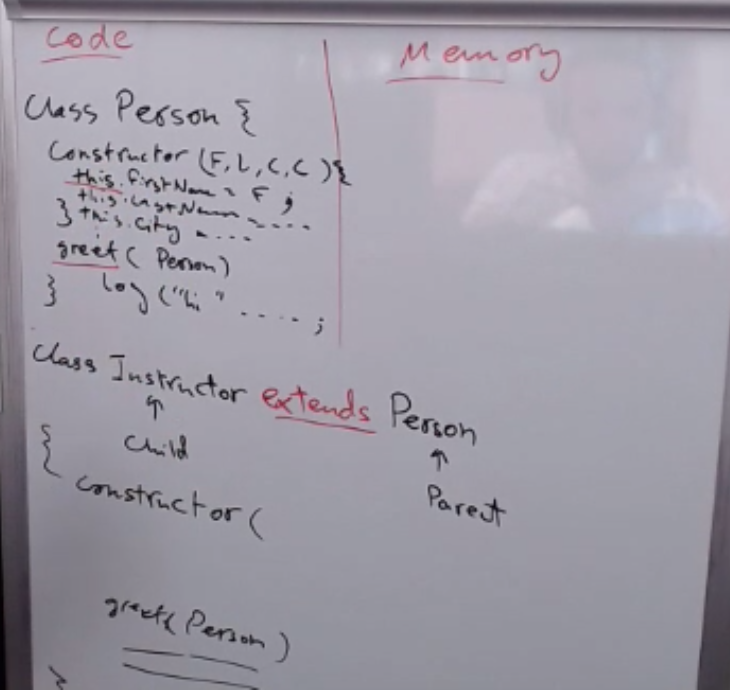 Code
Memory
Class Person {
Constructor (F, L, C, C ) {
this.firstName = F ;
this.LastName = ....
} this.City = ....
greet ( Person)
} log ("hi " ..... ;
Class Instructor extends Person
{ Child
Parent
Constructor (
greet( Person )
}